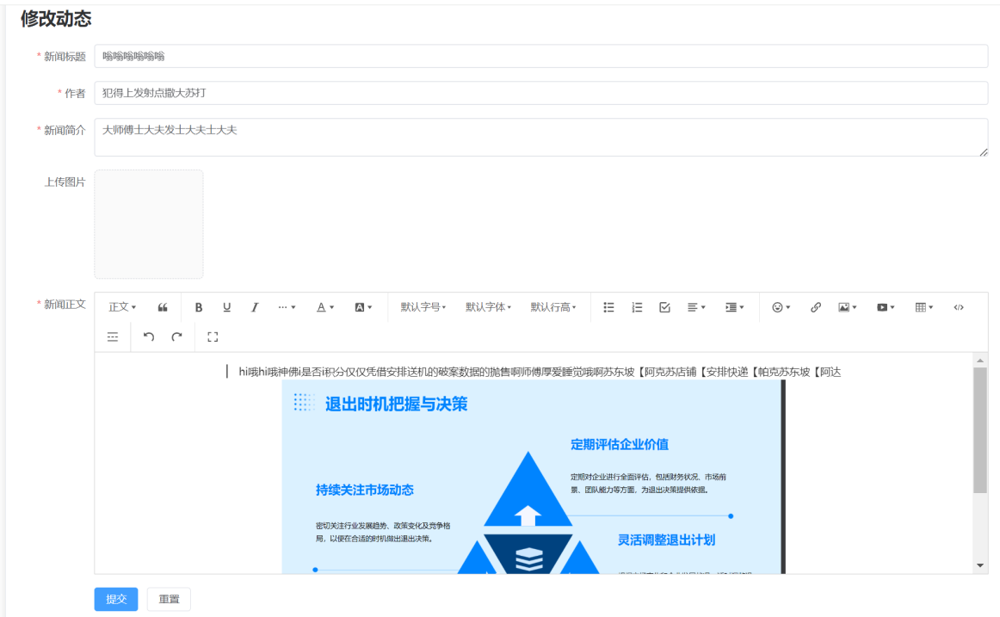 修改动态
* 新闻标题 嗡嗡嗡嗡嗡嗡
* 作者 犯得上发射点撒大苏打
* 新闻简介 大师傅士大夫发士大夫士大夫
上传图片
* 新闻正文
正文 B U I ... A A 默认字号 默认字体 默认行高
hi哦hi哦神佛i是否i积分仅仅凭借安排送机的破案数据的抛售啊师傅厚爱睡觉哦啊苏东坡【阿克苏店铺【安排快递【帕克苏东坡【阿达
退出时机把握与决策
定期评估企业价值
定期对企业进行全面评估，包括财务状况、市场前
景、团队能力等方面，为退出决策提供依据。
持续关注市场动态
密切关注行业发展趋势、政策变化及竞争格
局，以便在合适的时机做出退出决策。
灵活调整退出计划
提交 重置